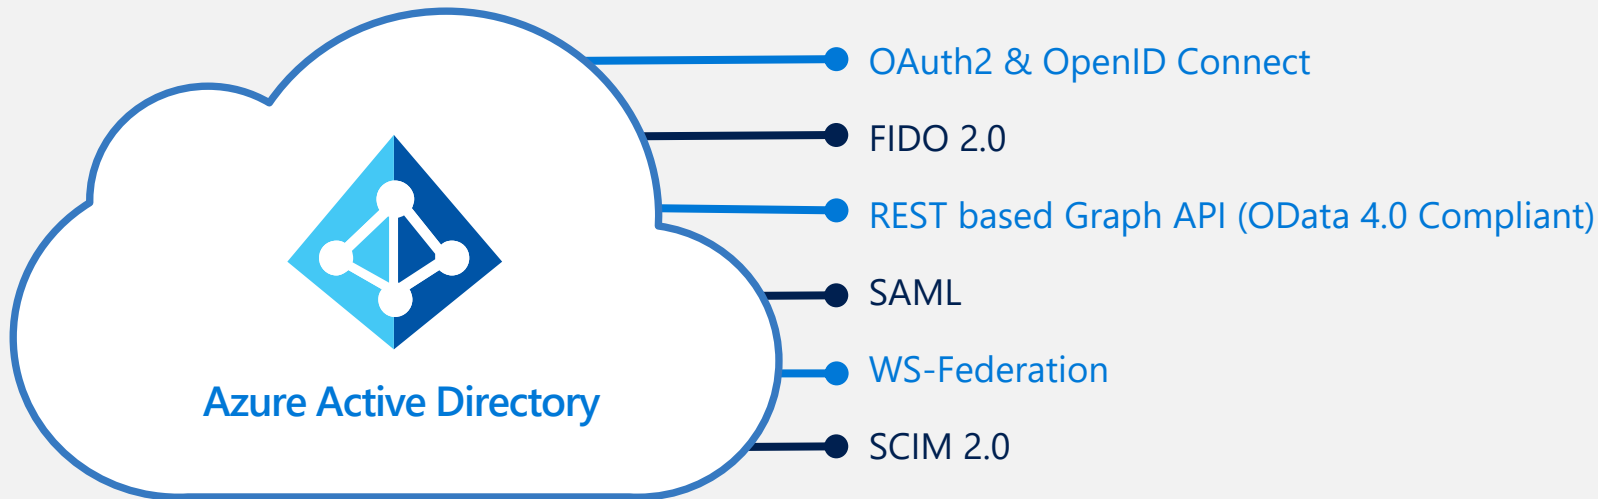 OAuth2 & OpenID Connect
FIDO 2.0
REST based Graph API (OData 4.0 Compliant)
SAML
WS-Federation
SCIM 2.0
Azure Active Directory